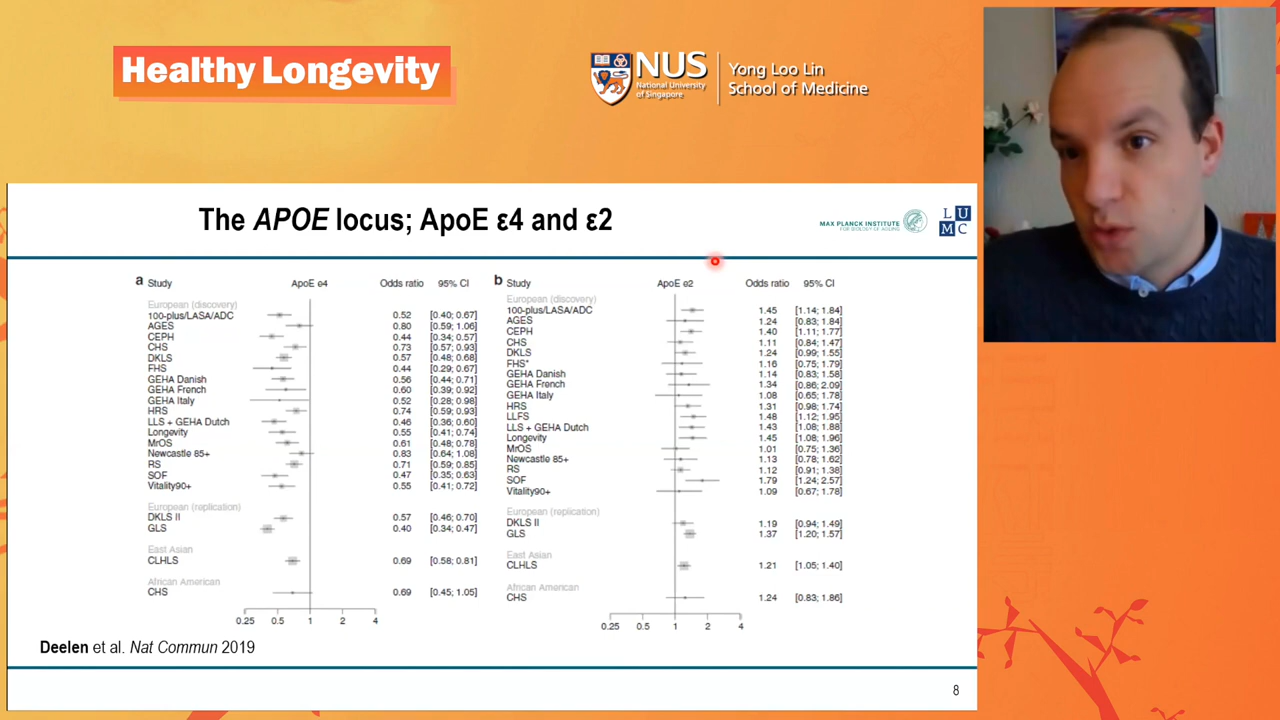 Healthy Longevity
NUS
National University
of Singapore
Yong Loo Lin
School of Medicine
The APOE locus; ApoE ε4 and ε2
MAX PLANCK INSTITUTE
FOR BIOLOGY OF AGEING
L U
M C
a Study ApoE e4 Odds ratio 95% CI
European (discovery)
100-plus/LASA/ADC 0.52 [0.40; 0.67]
AGES 0.80 [0.59; 1.06]
CEPH 0.44 [0.34; 0.57]
CHS 0.73 [0.57; 0.93]
DKLS 0.57 [0.48; 0.68]
FHS 0.44 [0.29; 0.67]
GEHA Danish 0.56 [0.44; 0.71]
GEHA French 0.60 [0.39; 0.92]
GEHA Italy 0.52 [0.28; 0.98]
HRS 0.74 [0.59; 0.93]
LLS + GEHA Dutch 0.46 [0.36; 0.60]
Longevity 0.55 [0.41; 0.74]
MrOS 0.61 [0.48; 0.78]
Newcastle 85+ 0.83 [0.64; 1.08]
RS 0.71 [0.59; 0.85]
SOF 0.47 [0.35; 0.63]
Vitality90+ 0.55 [0.41; 0.72]
European (replication)
DKLS II 0.57 [0.46; 0.70]
GLS 0.40 [0.34; 0.47]
East Asian
CLHLS 0.69 [0.58; 0.81]
African American
CHS 0.69 [0.45; 1.05]
0.25 0.5 1 2 4
b Study ApoE e2 Odds ratio 95% CI
European (discovery)
100-plus/LASA/ADC 1.45 [1.14; 1.84]
AGES 1.24 [0.83; 1.84]
CEPH 1.40 [1.11; 1.77]
CHS 1.11 [0.84; 1.47]
DKLS 1.24 [0.99; 1.55]
FHS* 1.16 [0.75; 1.79]
GEHA Danish 1.14 [0.83; 1.58]
GEHA French 1.34 [0.86; 2.09]
GEHA Italy 1.08 [0.65; 1.78]
HRS 1.31 [0.98; 1.74]
LLFS 1.48 [1.12; 1.95]
LLS + GEHA Dutch 1.43 [1.08; 1.88]
Longevity 1.45 [1.08; 1.96]
MrOS 1.01 [0.75; 1.36]
Newcastle 85+ 1.13 [0.78; 1.62]
RS 1.12 [0.91; 1.38]
SOF 1.79 [1.24; 2.57]
Vitality90+ 1.09 [0.67; 1.78]
European (replication)
DKLS II 1.19 [0.94; 1.49]
GLS 1.37 [1.20; 1.57]
East Asian
CLHLS 1.21 [1.05; 1.40]
African American
CHS 1.24 [0.83; 1.86]
0.25 0.5 1 2 4
Deelen et al. Nat Commun 2019
8